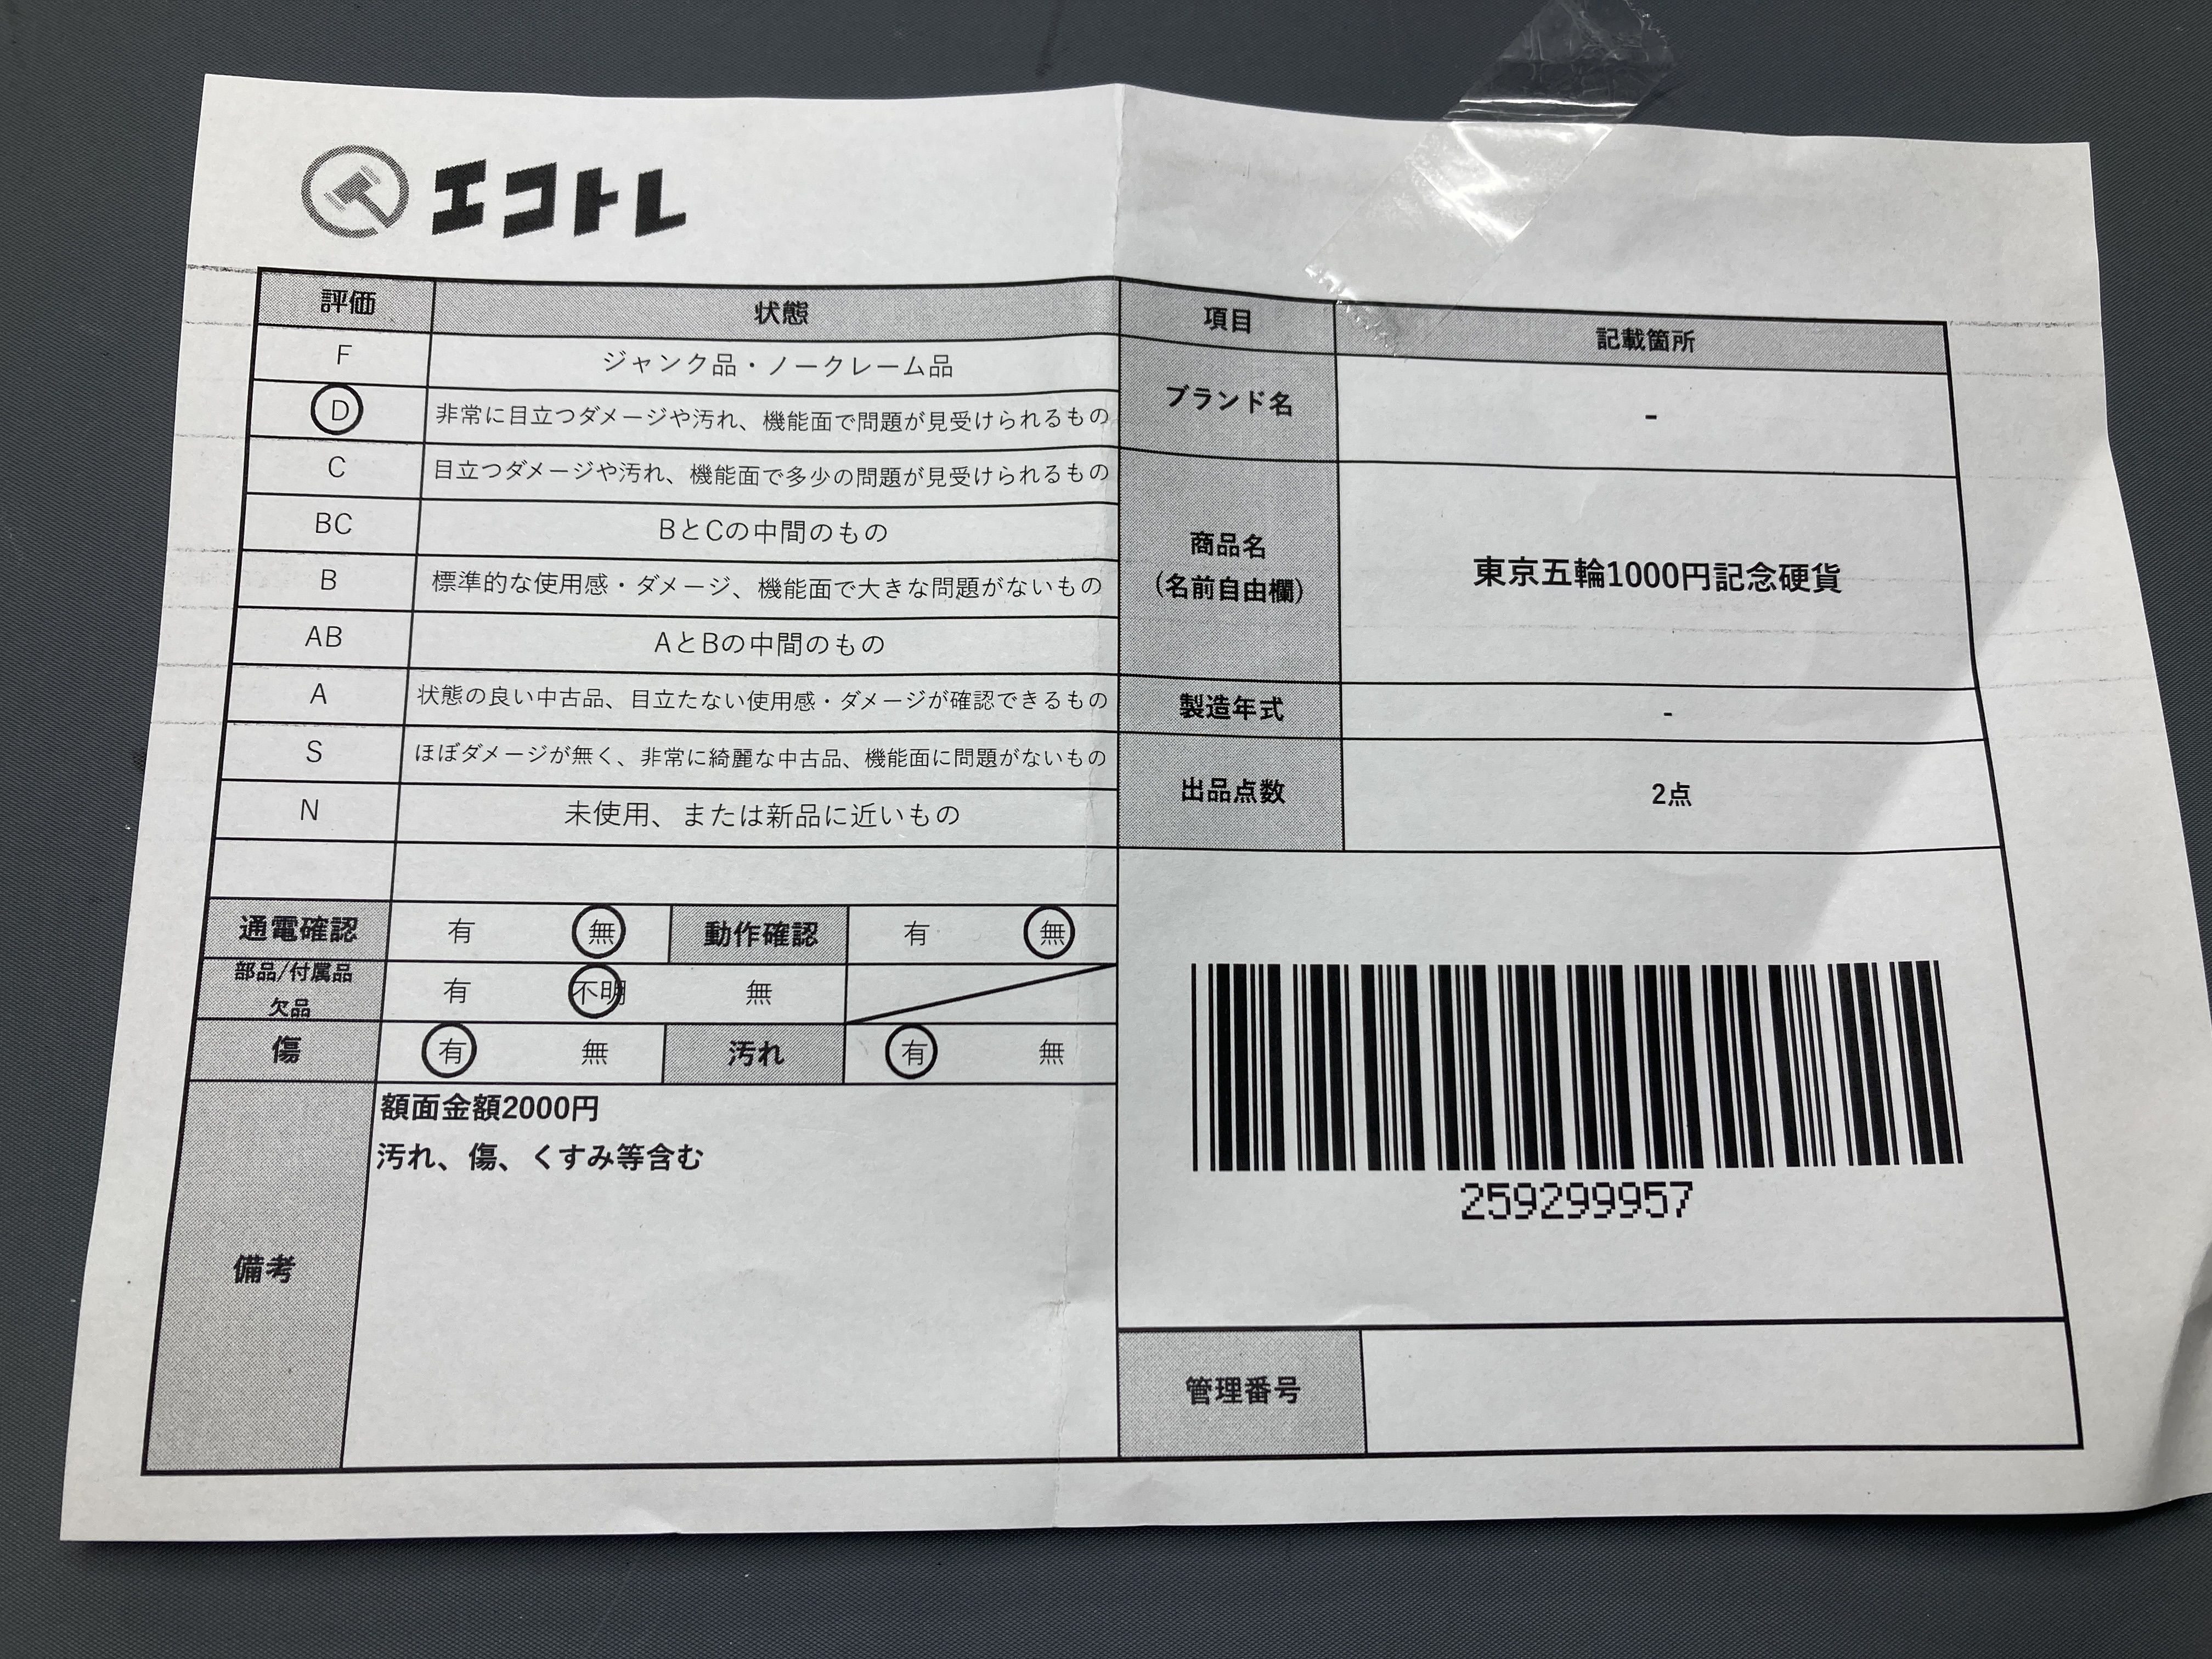 エコトレ
評価 状態
F ジャンク品・ノークレーム品
D 非常に目立つダメージや汚れ、機能面で問題が見受けられるもの
C 目立つダメージや汚れ、機能面で多少の問題が見受けられるもの
BC BとCの中間のもの
B 標準的な使用感・ダメージ、機能面で大きな問題がないもの
AB AとBの中間のもの
A 状態の良い中古品、目立たない使用感・ダメージが確認できるもの
S ほぼダメージが無く、非常に綺麗な中古品、機能面に問題がないもの
N 未使用、または新品に近いもの
通電確認 有 無 動作確認 有 無
部品/付属品
欠品 有 不明 無
傷 有 無 汚れ 有 無
備考
額面金額2000円
汚れ、傷、くすみ等含む
項目 記載箇所
ブランド名 -
商品名
(名前自由欄)
東京五輪1000円記念硬貨
製造年式 -
出品点数 2点
259299957
管理番号